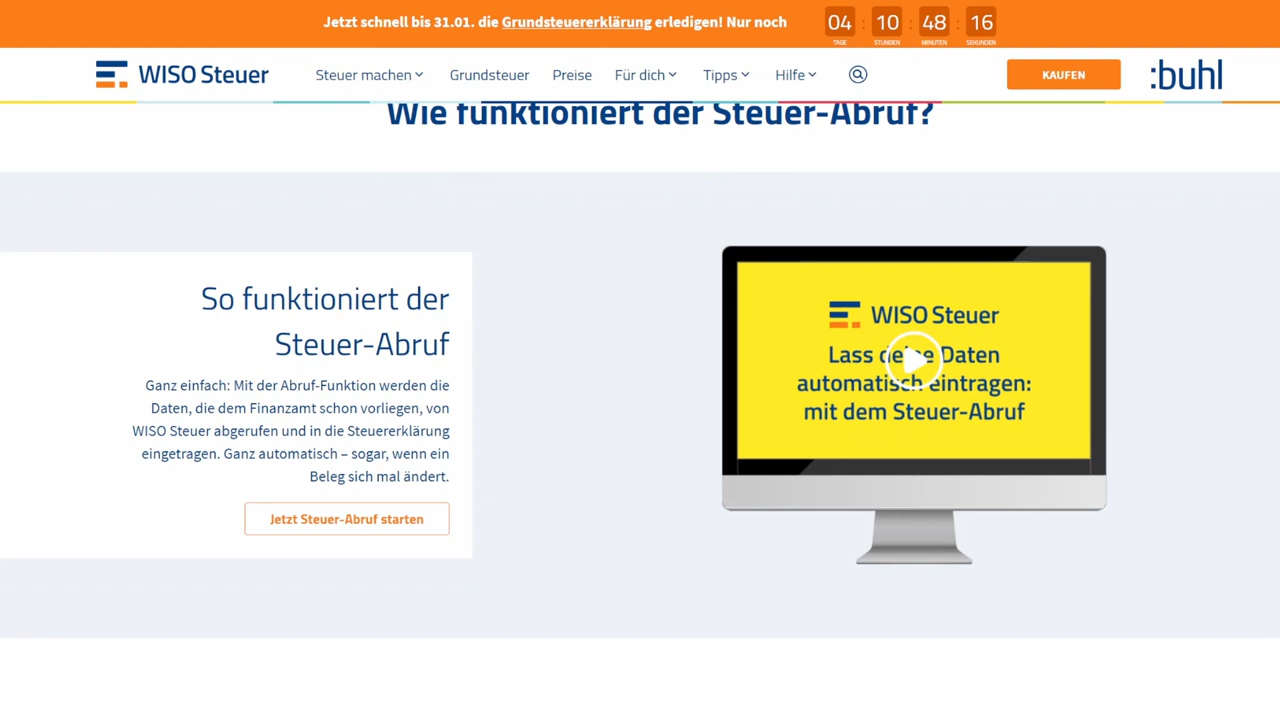 Jetzt schnell bis 31.01. die Grundsteuererklärung erledigen! Nur noch
04 : 10 : 48 : 16
TAGE STUNDEN MINUTEN SEKUNDEN
WISO Steuer Steuer machen Grundsteuer Preise Für dich Tipps Hilfe KAUFEN :buhl
Wie funktioniert der Steuer-Abruf?
So funktioniert der
Steuer-Abruf
Ganz einfach: Mit der Abruf-Funktion werden die
Daten, die dem Finanzamt schon vorliegen, von
WISO Steuer abgerufen und in die Steuererklärung
eingetragen. Ganz automatisch – sogar, wenn ein
Beleg sich mal ändert.
Jetzt Steuer-Abruf starten
WISO Steuer
Lass deine Daten
automatisch eintragen:
mit dem Steuer-Abruf